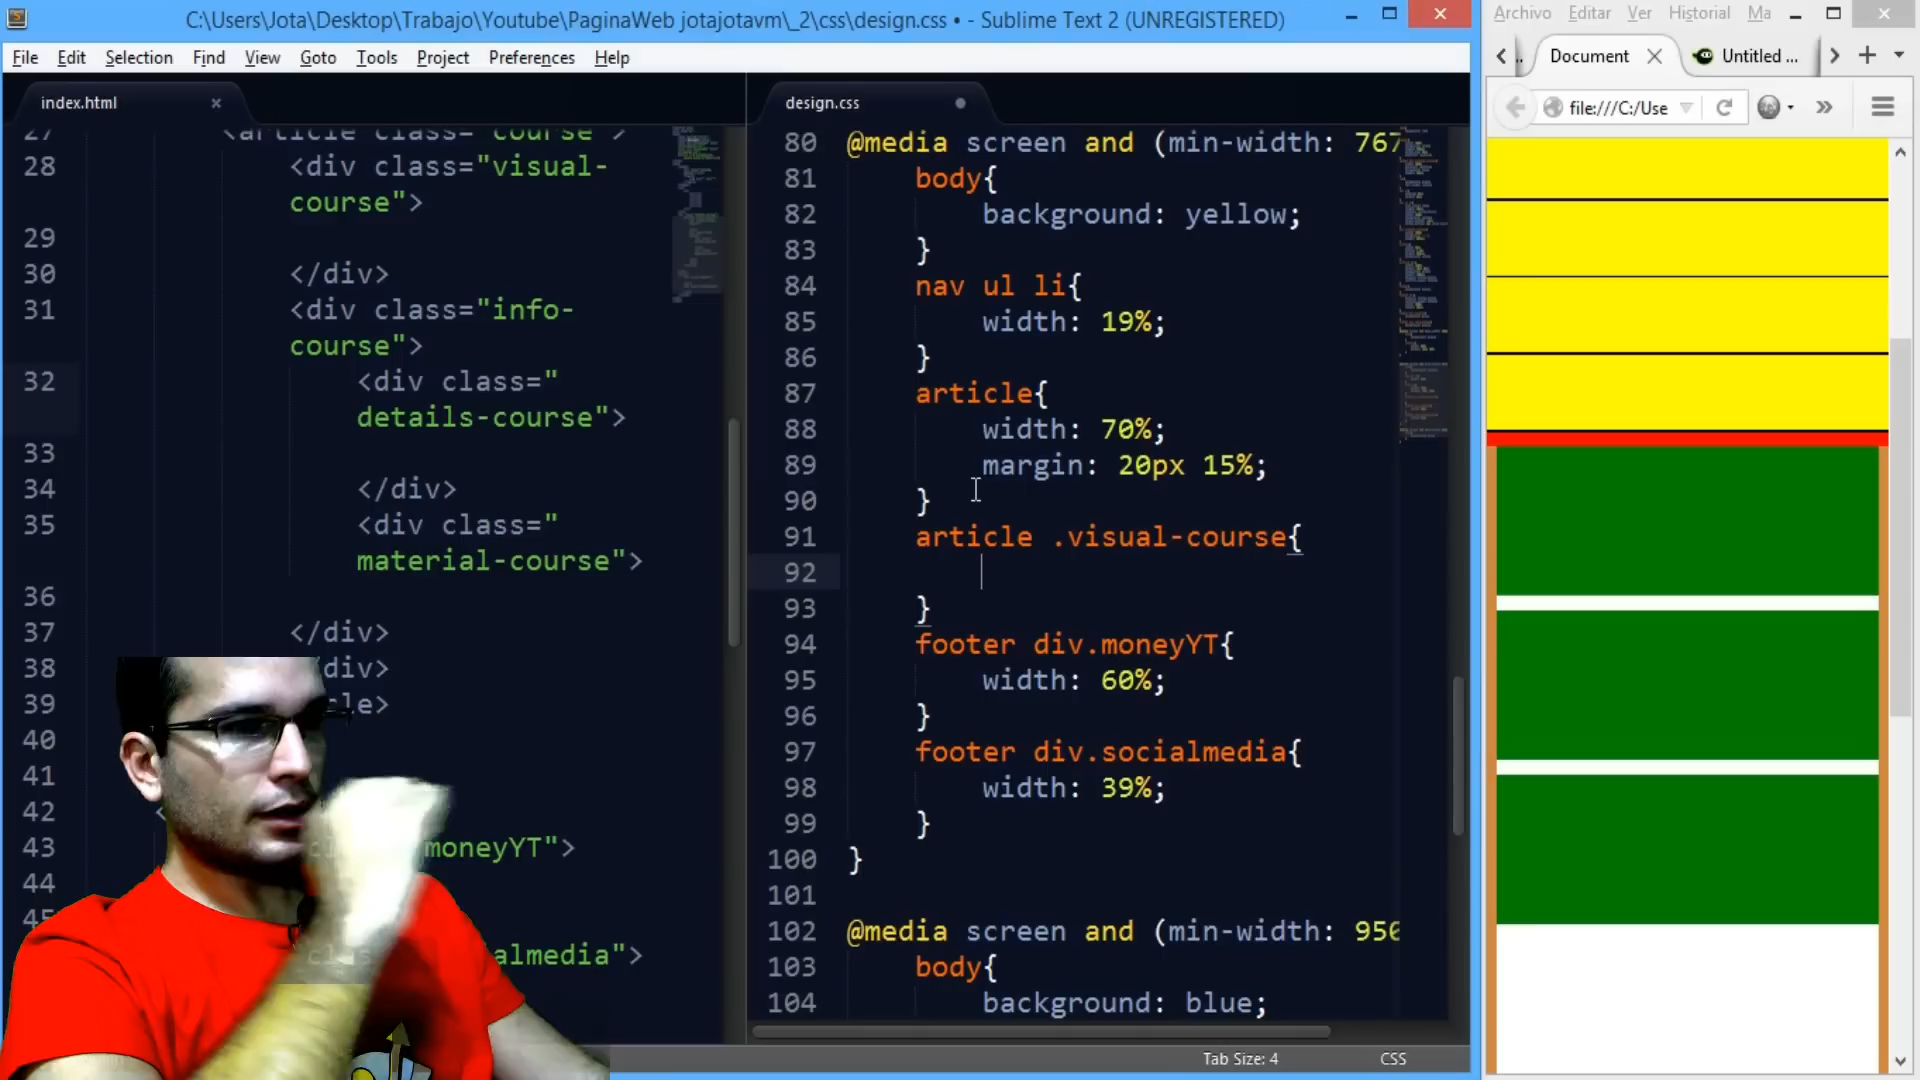 C:\Users\Jota\Desktop\Trabajo\Youtube\PaginaWeb jotajotavm\_2\css\design.css • - Sublime Text 2 (UNREGISTERED)
File Edit Selection Find View Goto Tools Project Preferences Help
index.html ×
27 <article class="course">
28 <div class="visual-
course">
29
30 </div>
31 <div class="info-
course">
32 <div class="
details-course">
33
34 </div>
35 <div class="
material-course">
36
37 </div>
38 /div>
39 cle>
40
41
42 <
43 moneyYT">
44
45 almedia">
design.css
80 @media screen and (min-width: 767
81 body{
82 background: yellow;
83 }
84 nav ul li{
85 width: 19%;
86 }
87 article{
88 width: 70%;
89 margin: 20px 15%;
90 }
91 article .visual-course{
92
93 }
94 footer div.moneyYT{
95 width: 60%;
96 }
97 footer div.socialmedia{
98 width: 39%;
99 }
100 }
101
102 @media screen and (min-width: 950
103 body{
104 background: blue;
Tab Size: 4 CSS
Archivo Editar Ver Historial Ma
Document Untitled ...
file:///C:/Use